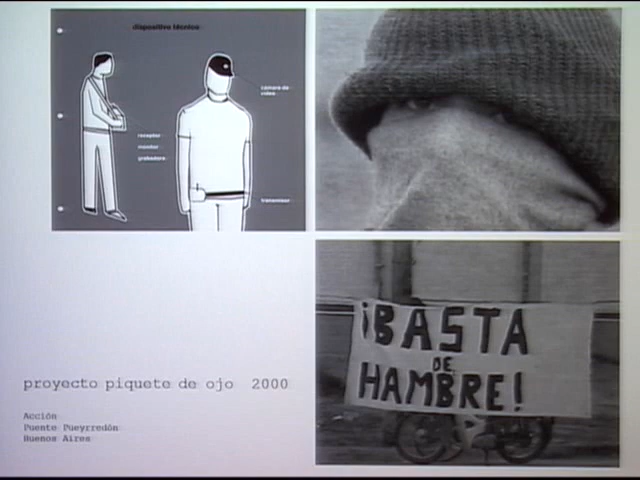 dispositivo técnico
cámara de
video
receptor
monitor
grabadora
transmisor
¡BASTA
DE
HAMBRE!
proyecto piquete de ojo 2000
Acción
Puente Pueyrredón
Buenos Aires